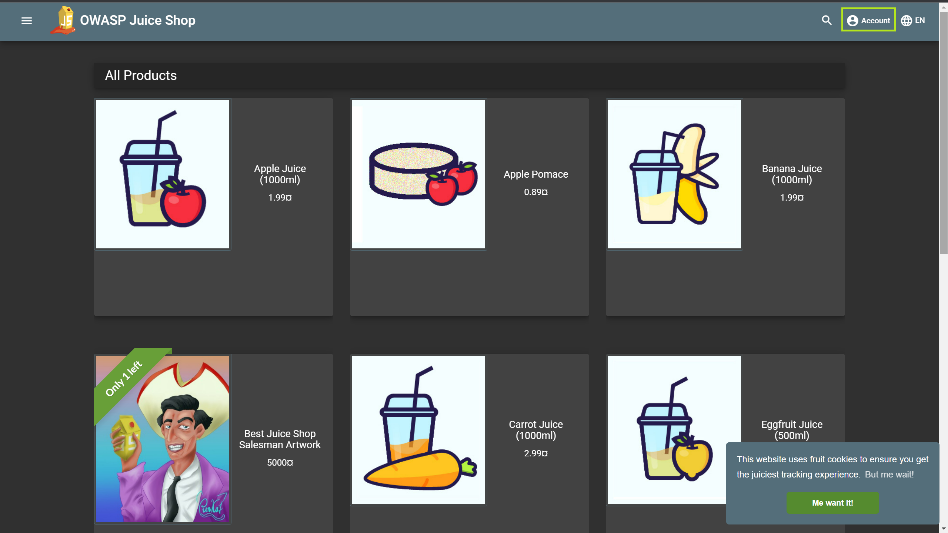 OWASP Juice Shop
Account
EN
All Products
Apple Juice
(1000ml)
1.99¤
Apple Pomace
0.89¤
Banana Juice
(1000ml)
1.99¤
Only 1 left
Best Juice Shop
Salesman Artwork
5000¤
Carrot Juice
(1000ml)
2.99¤
Eggfruit Juice
(500ml)
This website uses fruit cookies to ensure you get
the juiciest tracking experience. But me wait!
Me want it!